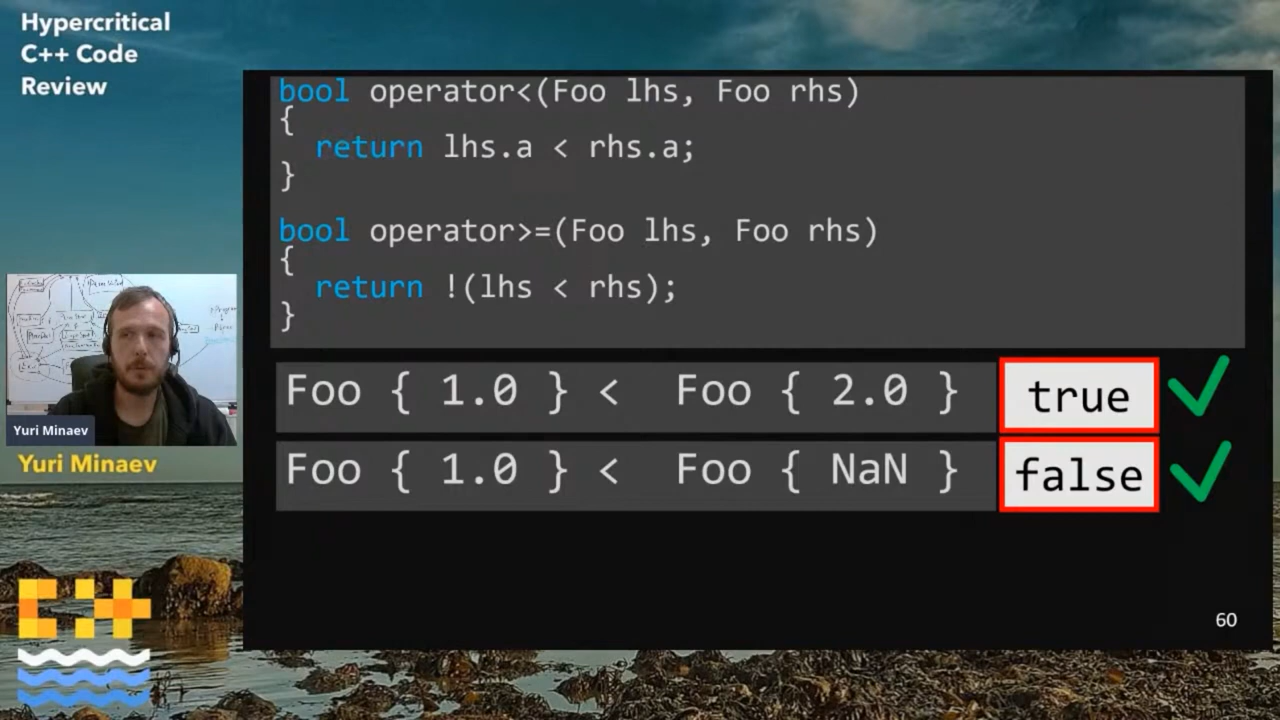 Hypercritical
C++ Code
Review
bool operator<(Foo lhs, Foo rhs)
{
return lhs.a < rhs.a;
}
bool operator>=(Foo lhs, Foo rhs)
{
return !(lhs < rhs);
}
Foo { 1.0 } < Foo { 2.0 } true
Foo { 1.0 } < Foo { NaN } false
Yuri Minaev
Yuri Minaev
C++
60